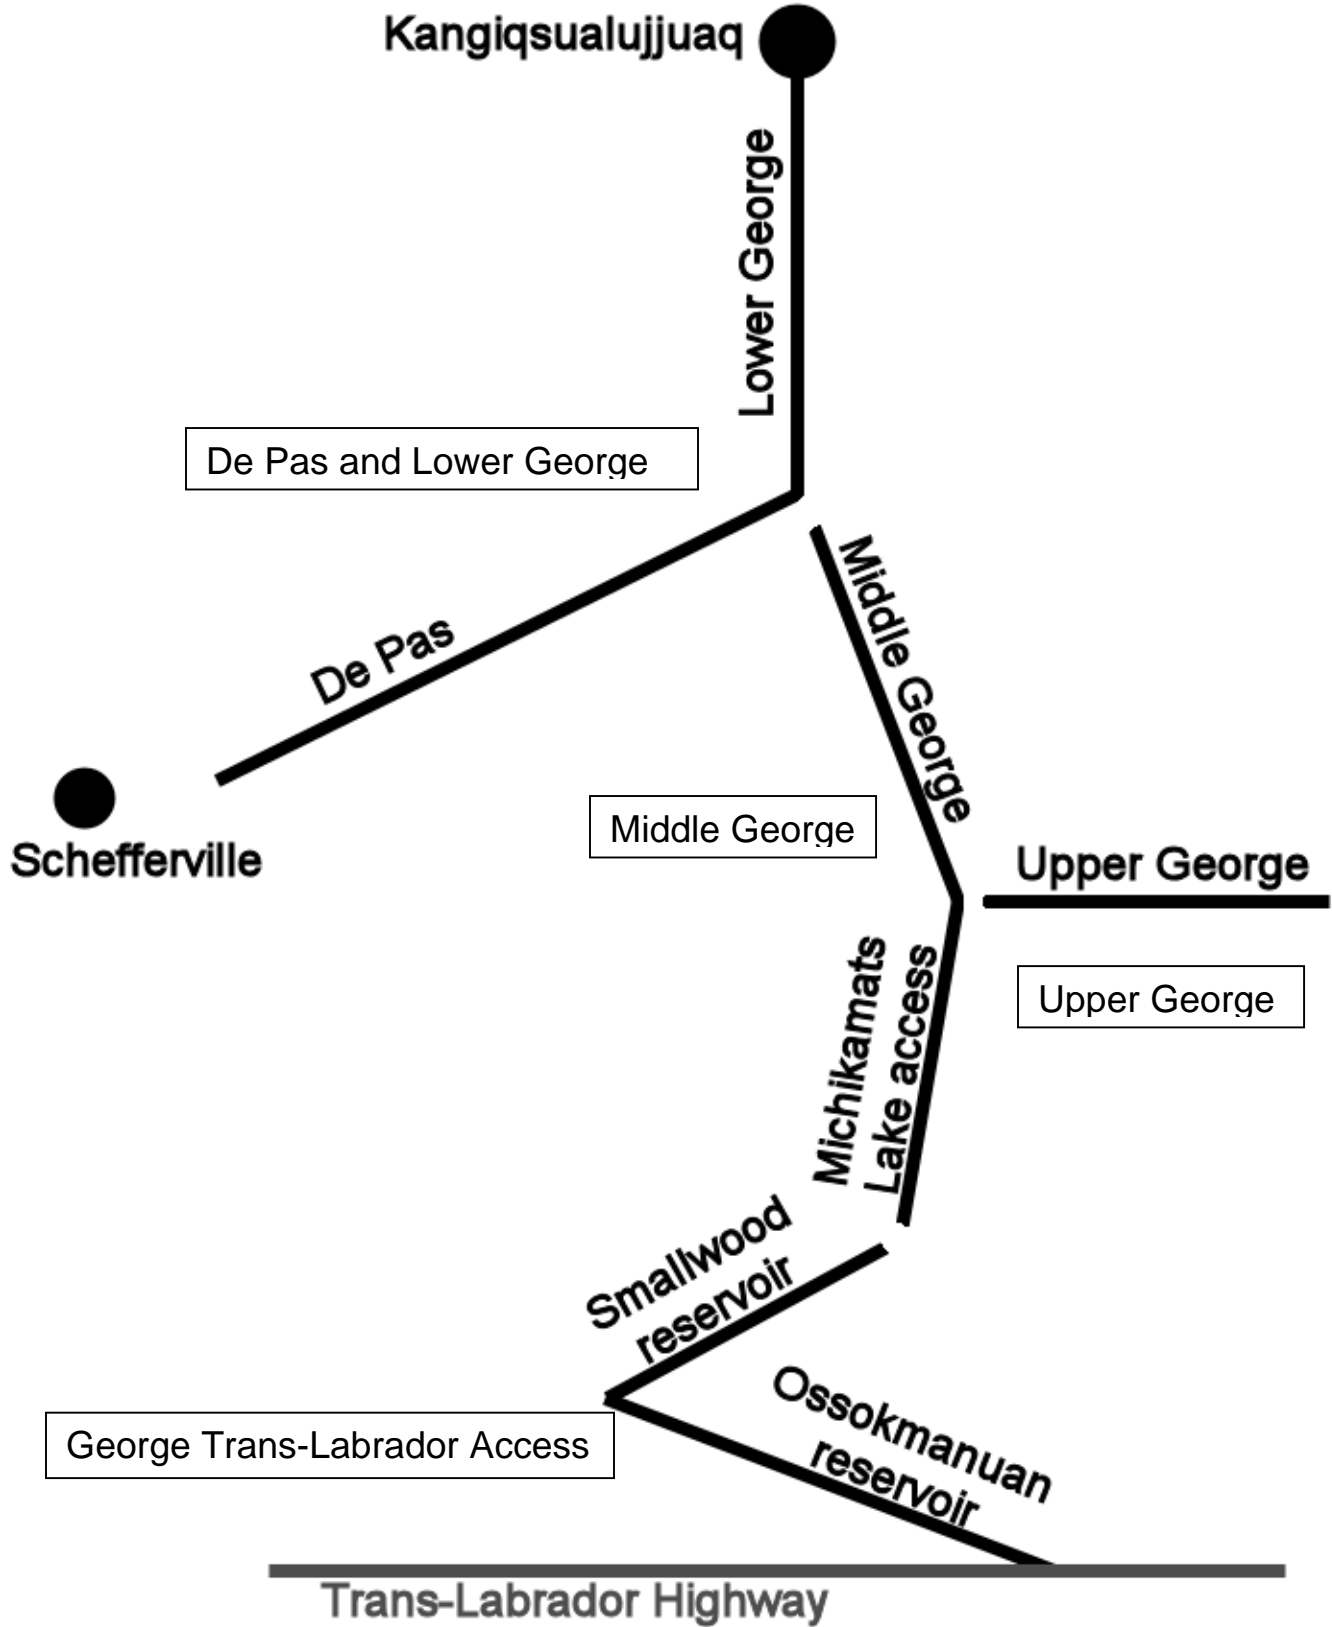 Kangiqsualujjuaq
Lower George
De Pas and Lower George
De Pas
Middle George
Schefferville
Middle George
Upper George
Upper George
Michikamats
Lake access
Smallwood
reservoir
George Trans-Labrador Access
Ossokmanuan
reservoir
Trans-Labrador Highway